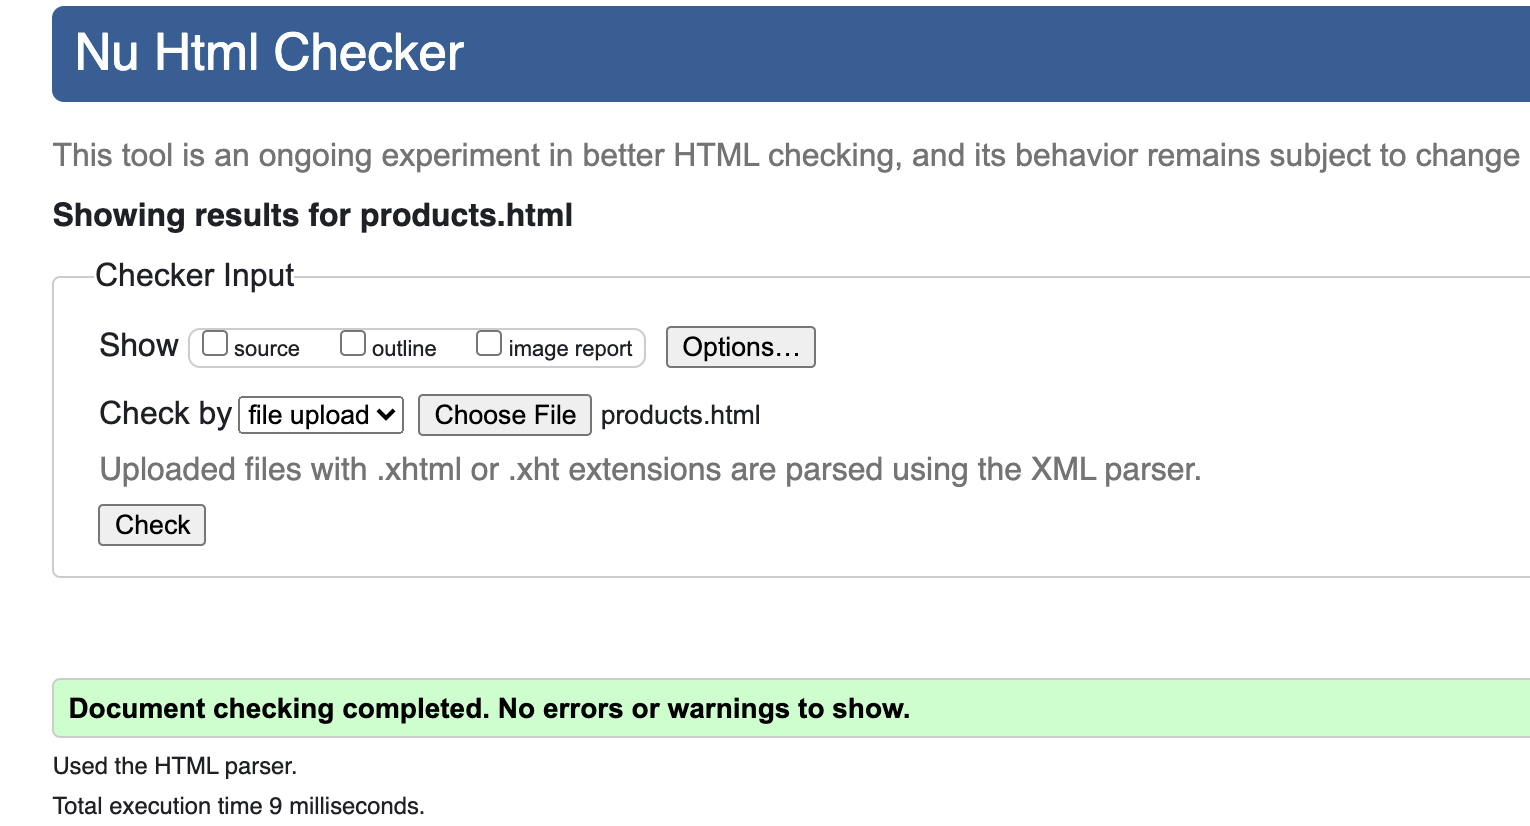 Nu Html Checker
This tool is an ongoing experiment in better HTML checking, and its behavior remains subject to change
Showing results for products.html
Checker Input
Show source outline image report Options…
Check by file upload Choose File products.html
Uploaded files with .xhtml or .xht extensions are parsed using the XML parser.
Check
Document checking completed. No errors or warnings to show.
Used the HTML parser.
Total execution time 9 milliseconds.